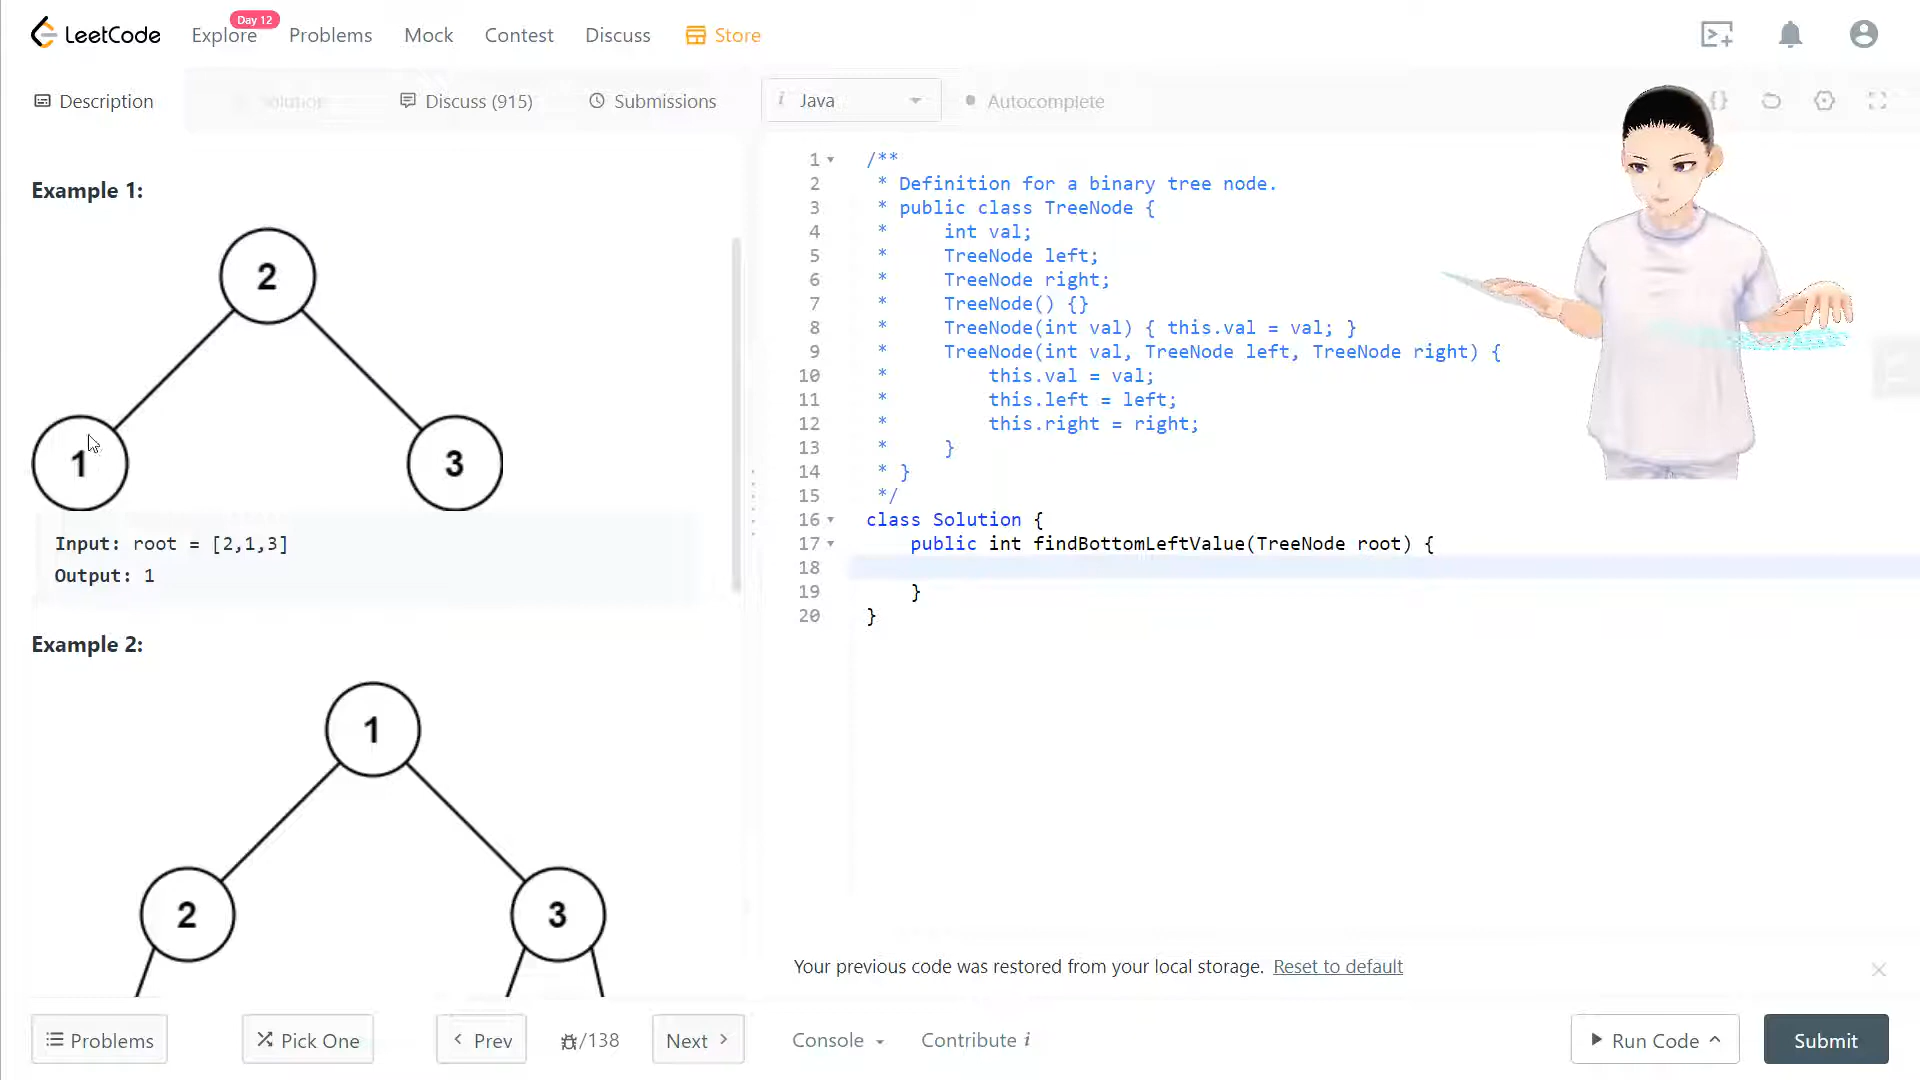 LeetCode
Explore
Day 12
Problems
Mock
Contest
Discuss
Store
Description
Solution
Discuss (915)
Submissions
i Java
Autocomplete
{}
Example 1:
2
1
3
Input: root = [2,1,3]
Output: 1
Example 2:
1
2
3
1 /**
2 * Definition for a binary tree node.
3 * public class TreeNode {
4 * int val;
5 * TreeNode left;
6 * TreeNode right;
7 * TreeNode() {}
8 * TreeNode(int val) { this.val = val; }
9 * TreeNode(int val, TreeNode left, TreeNode right) {
10 * this.val = val;
11 * this.left = left;
12 * this.right = right;
13 * }
14 * }
15 */
16 class Solution {
17 public int findBottomLeftValue(TreeNode root) {
18
19 }
20 }
Your previous code was restored from your local storage. Reset to default
Problems
Pick One
Prev
/138
Next
Console
Contribute i
Run Code
Submit